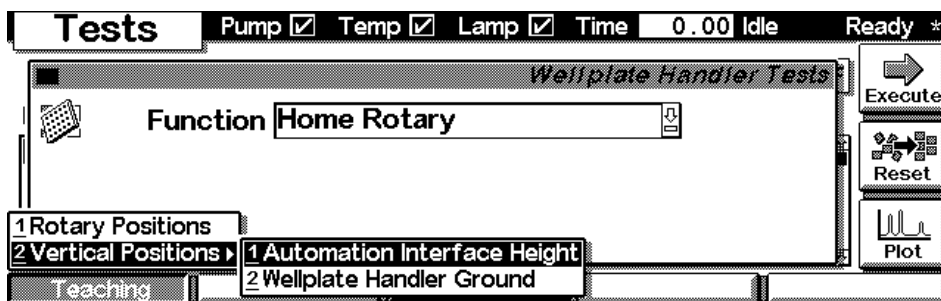 Tests Pump Temp Lamp Time 0.00 Idle Ready *
Wellplate Handler Tests
Execute
Function Home Rotary
Reset
1 Rotary Positions
2 Vertical Positions
1 Automation Interface Height
2 Wellplate Handler Ground
Plot
Teaching